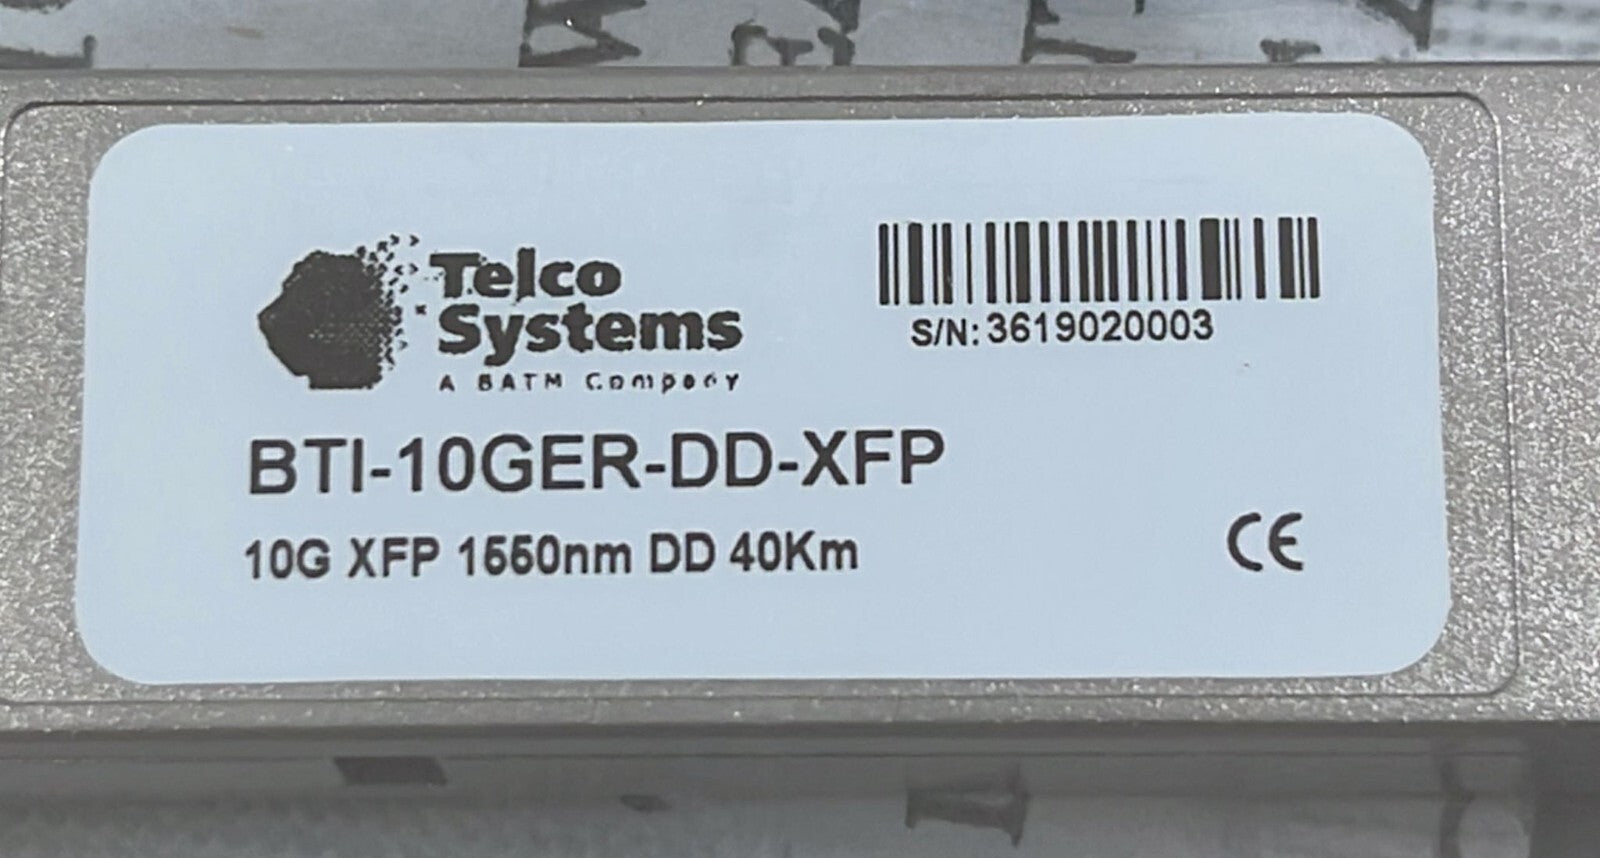 Telco
Systems
A BATM Company
S/N: 3619020003
BTI-10GER-DD-XFP
10G XFP 1550nm DD 40Km
CE